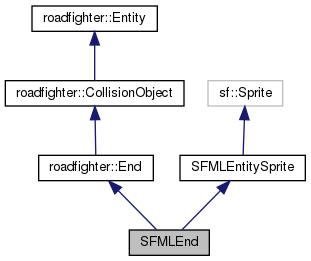 roadfighter::Entity
roadfighter::CollisionObject
sf::Sprite
roadfighter::End
SFMLEntitySprite
SFMLEnd